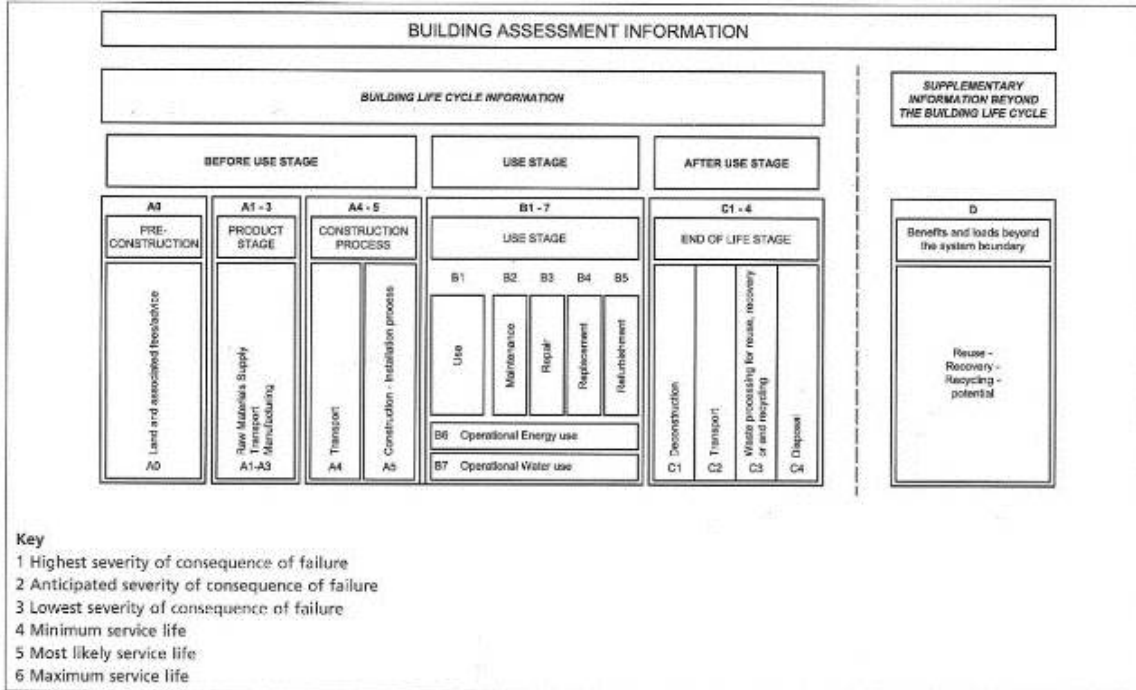 BUILDING ASSESSMENT INFORMATION
BUILDING LIFE CYCLE INFORMATION
SUPPLEMENTARY
INFORMATION BEYOND
THE BUILDING LIFE CYCLE
BEFORE USE STAGE
USE STAGE
AFTER USE STAGE
A0
PRE-
CONSTRUCTION
Land and associated fees/advice
A0
A1 - 3
PRODUCT
STAGE
Raw Materials Supply
Transport
Manufacturing
A1-A3
A4 - 5
CONSTRUCTION
PROCESS
Transport
A4
Construction - Installation process
A5
B1 - 7
USE STAGE
B1
Use
B2
Maintenance
B3
Repair
B4
Replacement
B5
Refurbishment
B6 Operational Energy use
B7 Operational Water use
C1 - 4
END OF LIFE STAGE
Deconstruction
C1
Transport
C2
Waste processing for reuse, recovery
or and recycling
C3
Disposal
C4
D
Benefits and loads beyond
the system boundary
Reuse -
Recovery -
Recycling -
potential
Key
1 Highest severity of consequence of failure
2 Anticipated severity of consequence of failure
3 Lowest severity of consequence of failure
4 Minimum service life
5 Most likely service life
6 Maximum service life